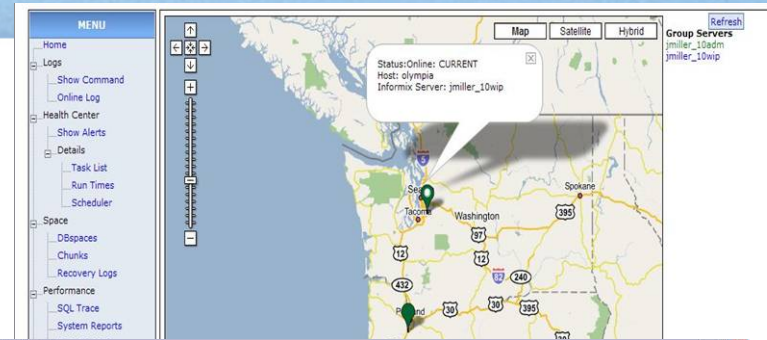 MENU
Home
Logs
Show Command
Online Log
Health Center
Show Alerts
Details
Task List
Run Times
Scheduler
Space
DBspaces
Chunks
Recovery Logs
Performance
SQL Trace
System Reports
Map
Satellite
Hybrid
Status:Online: CURRENT
Host: olympia
Informix Server: jmiller_10wip
5
Tacoma
Washington
Spokane
395
97
12
12
82
240
432
30
30
395
Refresh
Group Servers
jmiller_10adm
jmiller_10wip